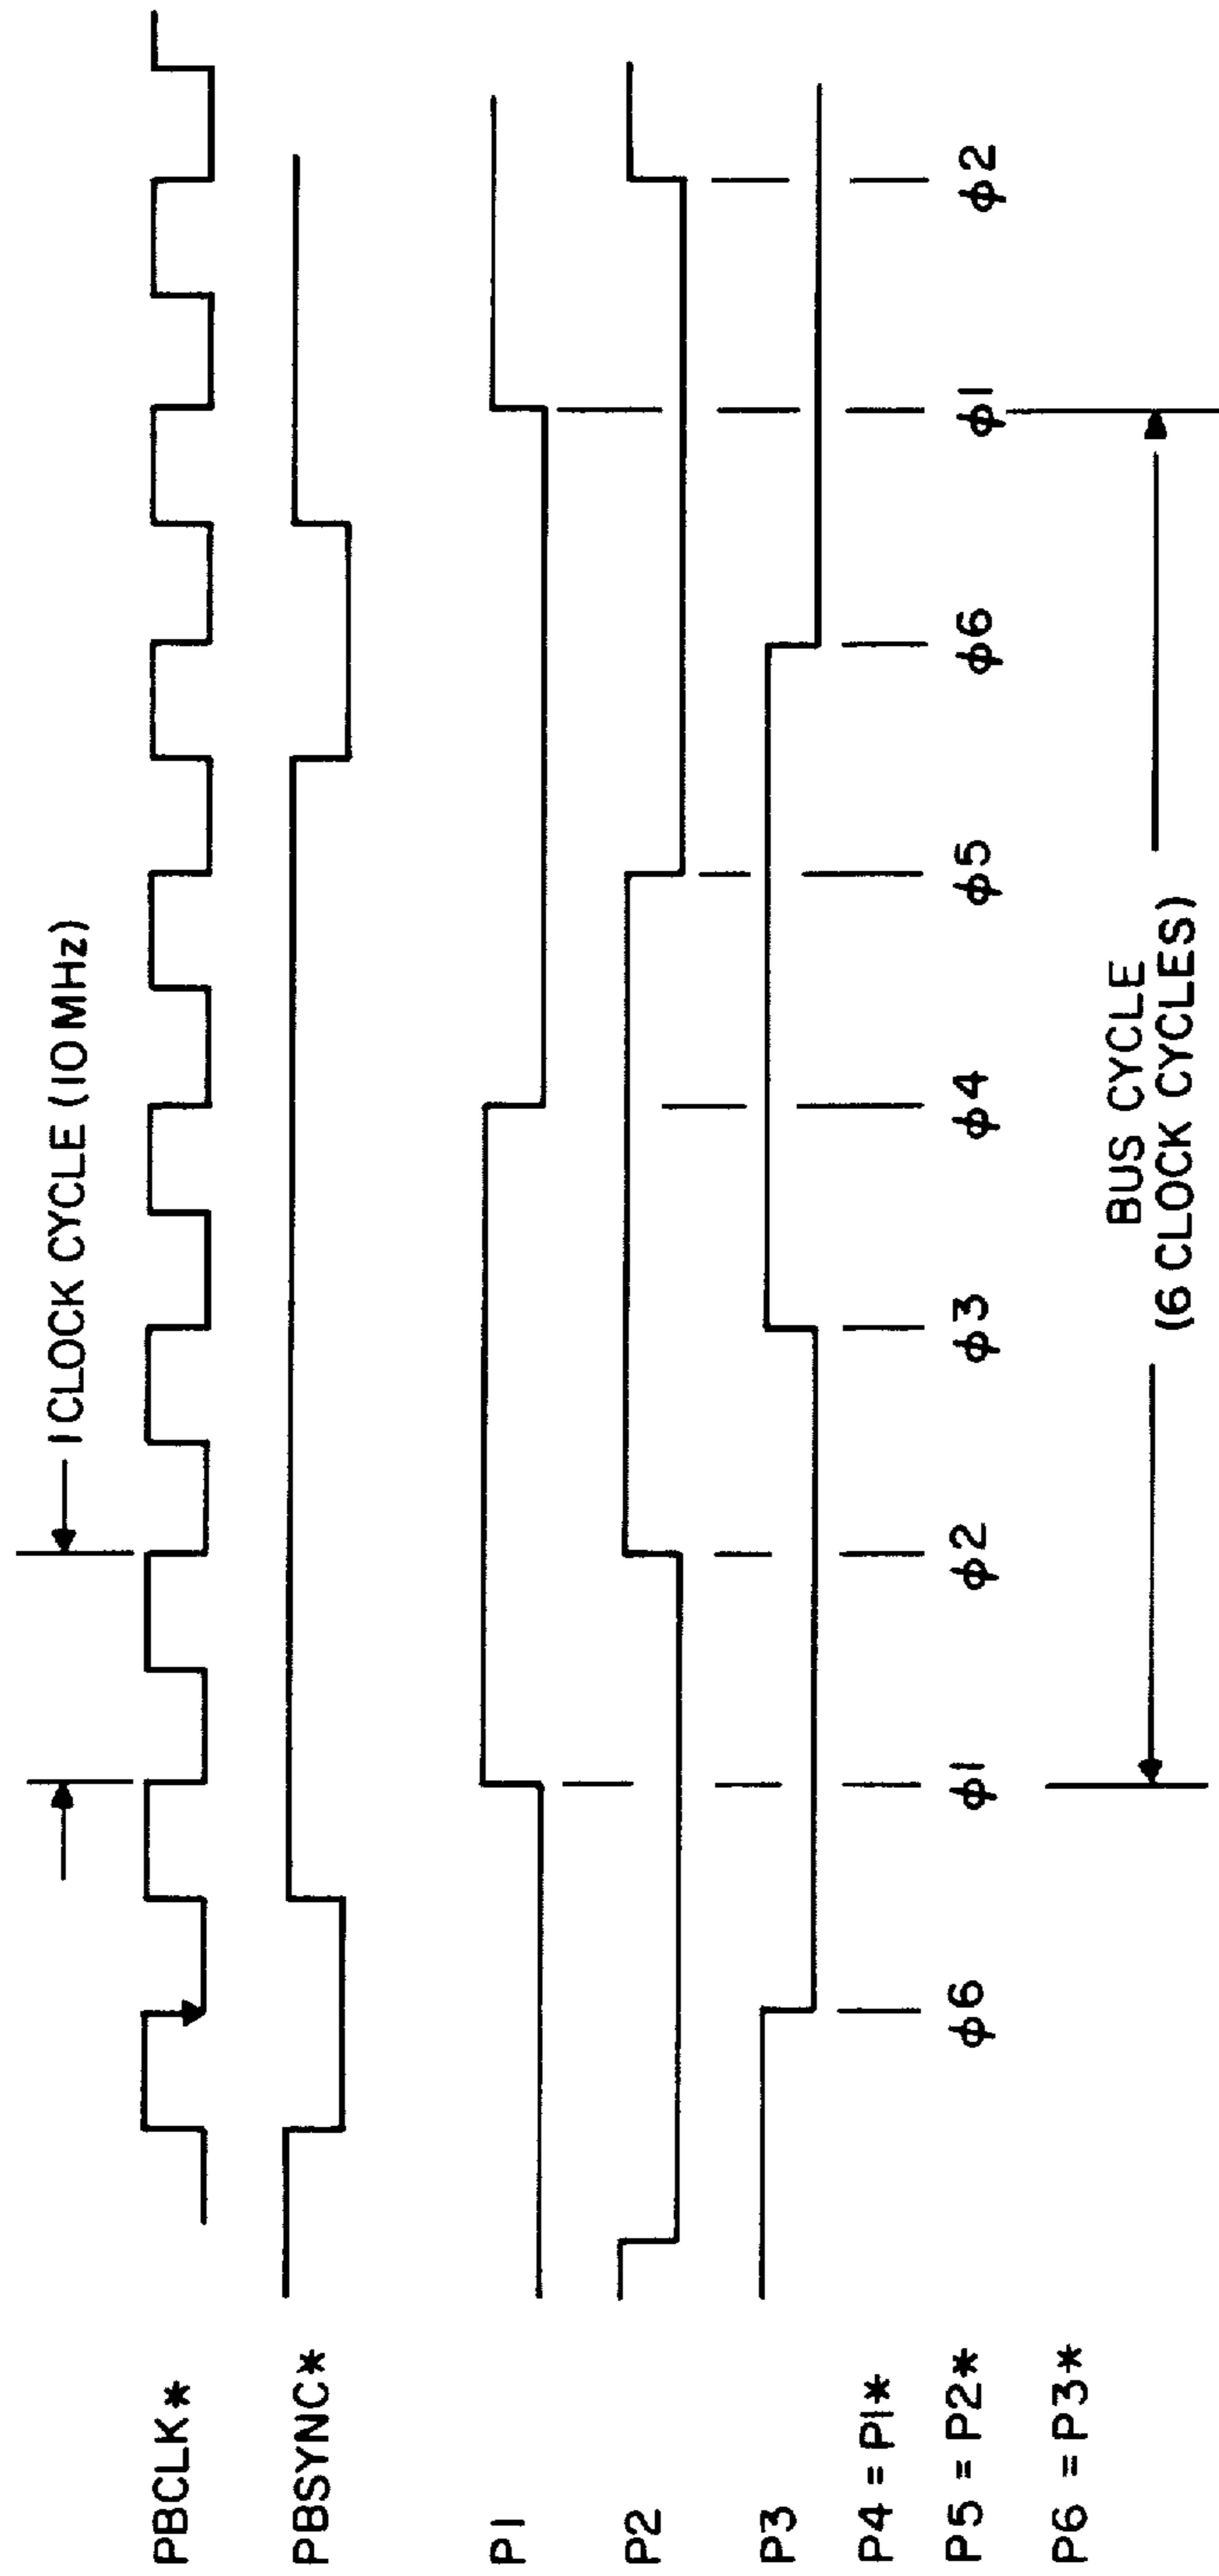 1 CLOCK CYCLE (10 MHz)
PBCLK*
PBSYNC*
P1
P2
P3
P4 = P1*
P5 = P2*
P6 = P3*
ϕ6 ϕ1 ϕ2 ϕ3 ϕ4 ϕ5 ϕ6 ϕ1 ϕ2
BUS CYCLE
(6 CLOCK CYCLES)